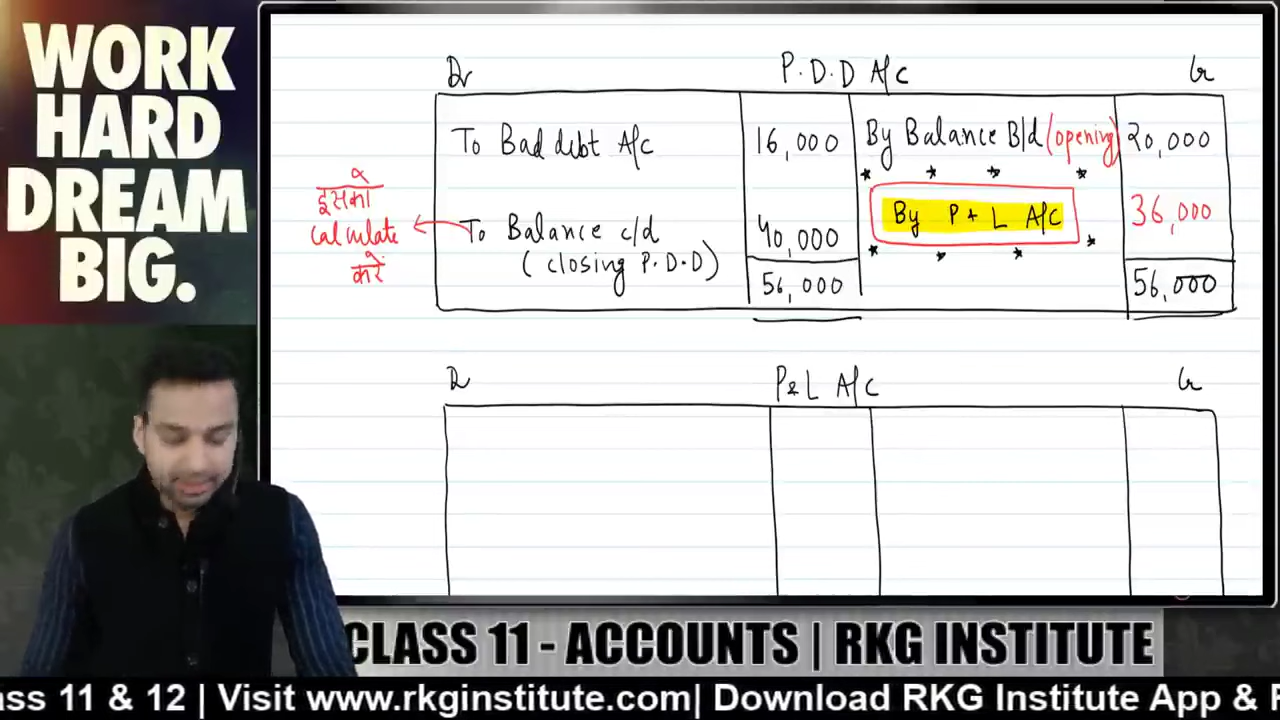 WORK
HARD
DREAM
BIG.
Dr P.D.D A/c Cr
To Bad debt A/c 16,000 By Balance B/d (opening) 20,000
By P + L A/c 36,000
To Balance c/d 40,000
(closing P.D.D)
56,000 56,000
इसका
calculate
करे
Dr P&L A/c Cr
CLASS 11 - ACCOUNTS | RKG INSTITUTE
ass 11 & 12 | Visit www.rkginstitute.com| Download RKG Institute App &